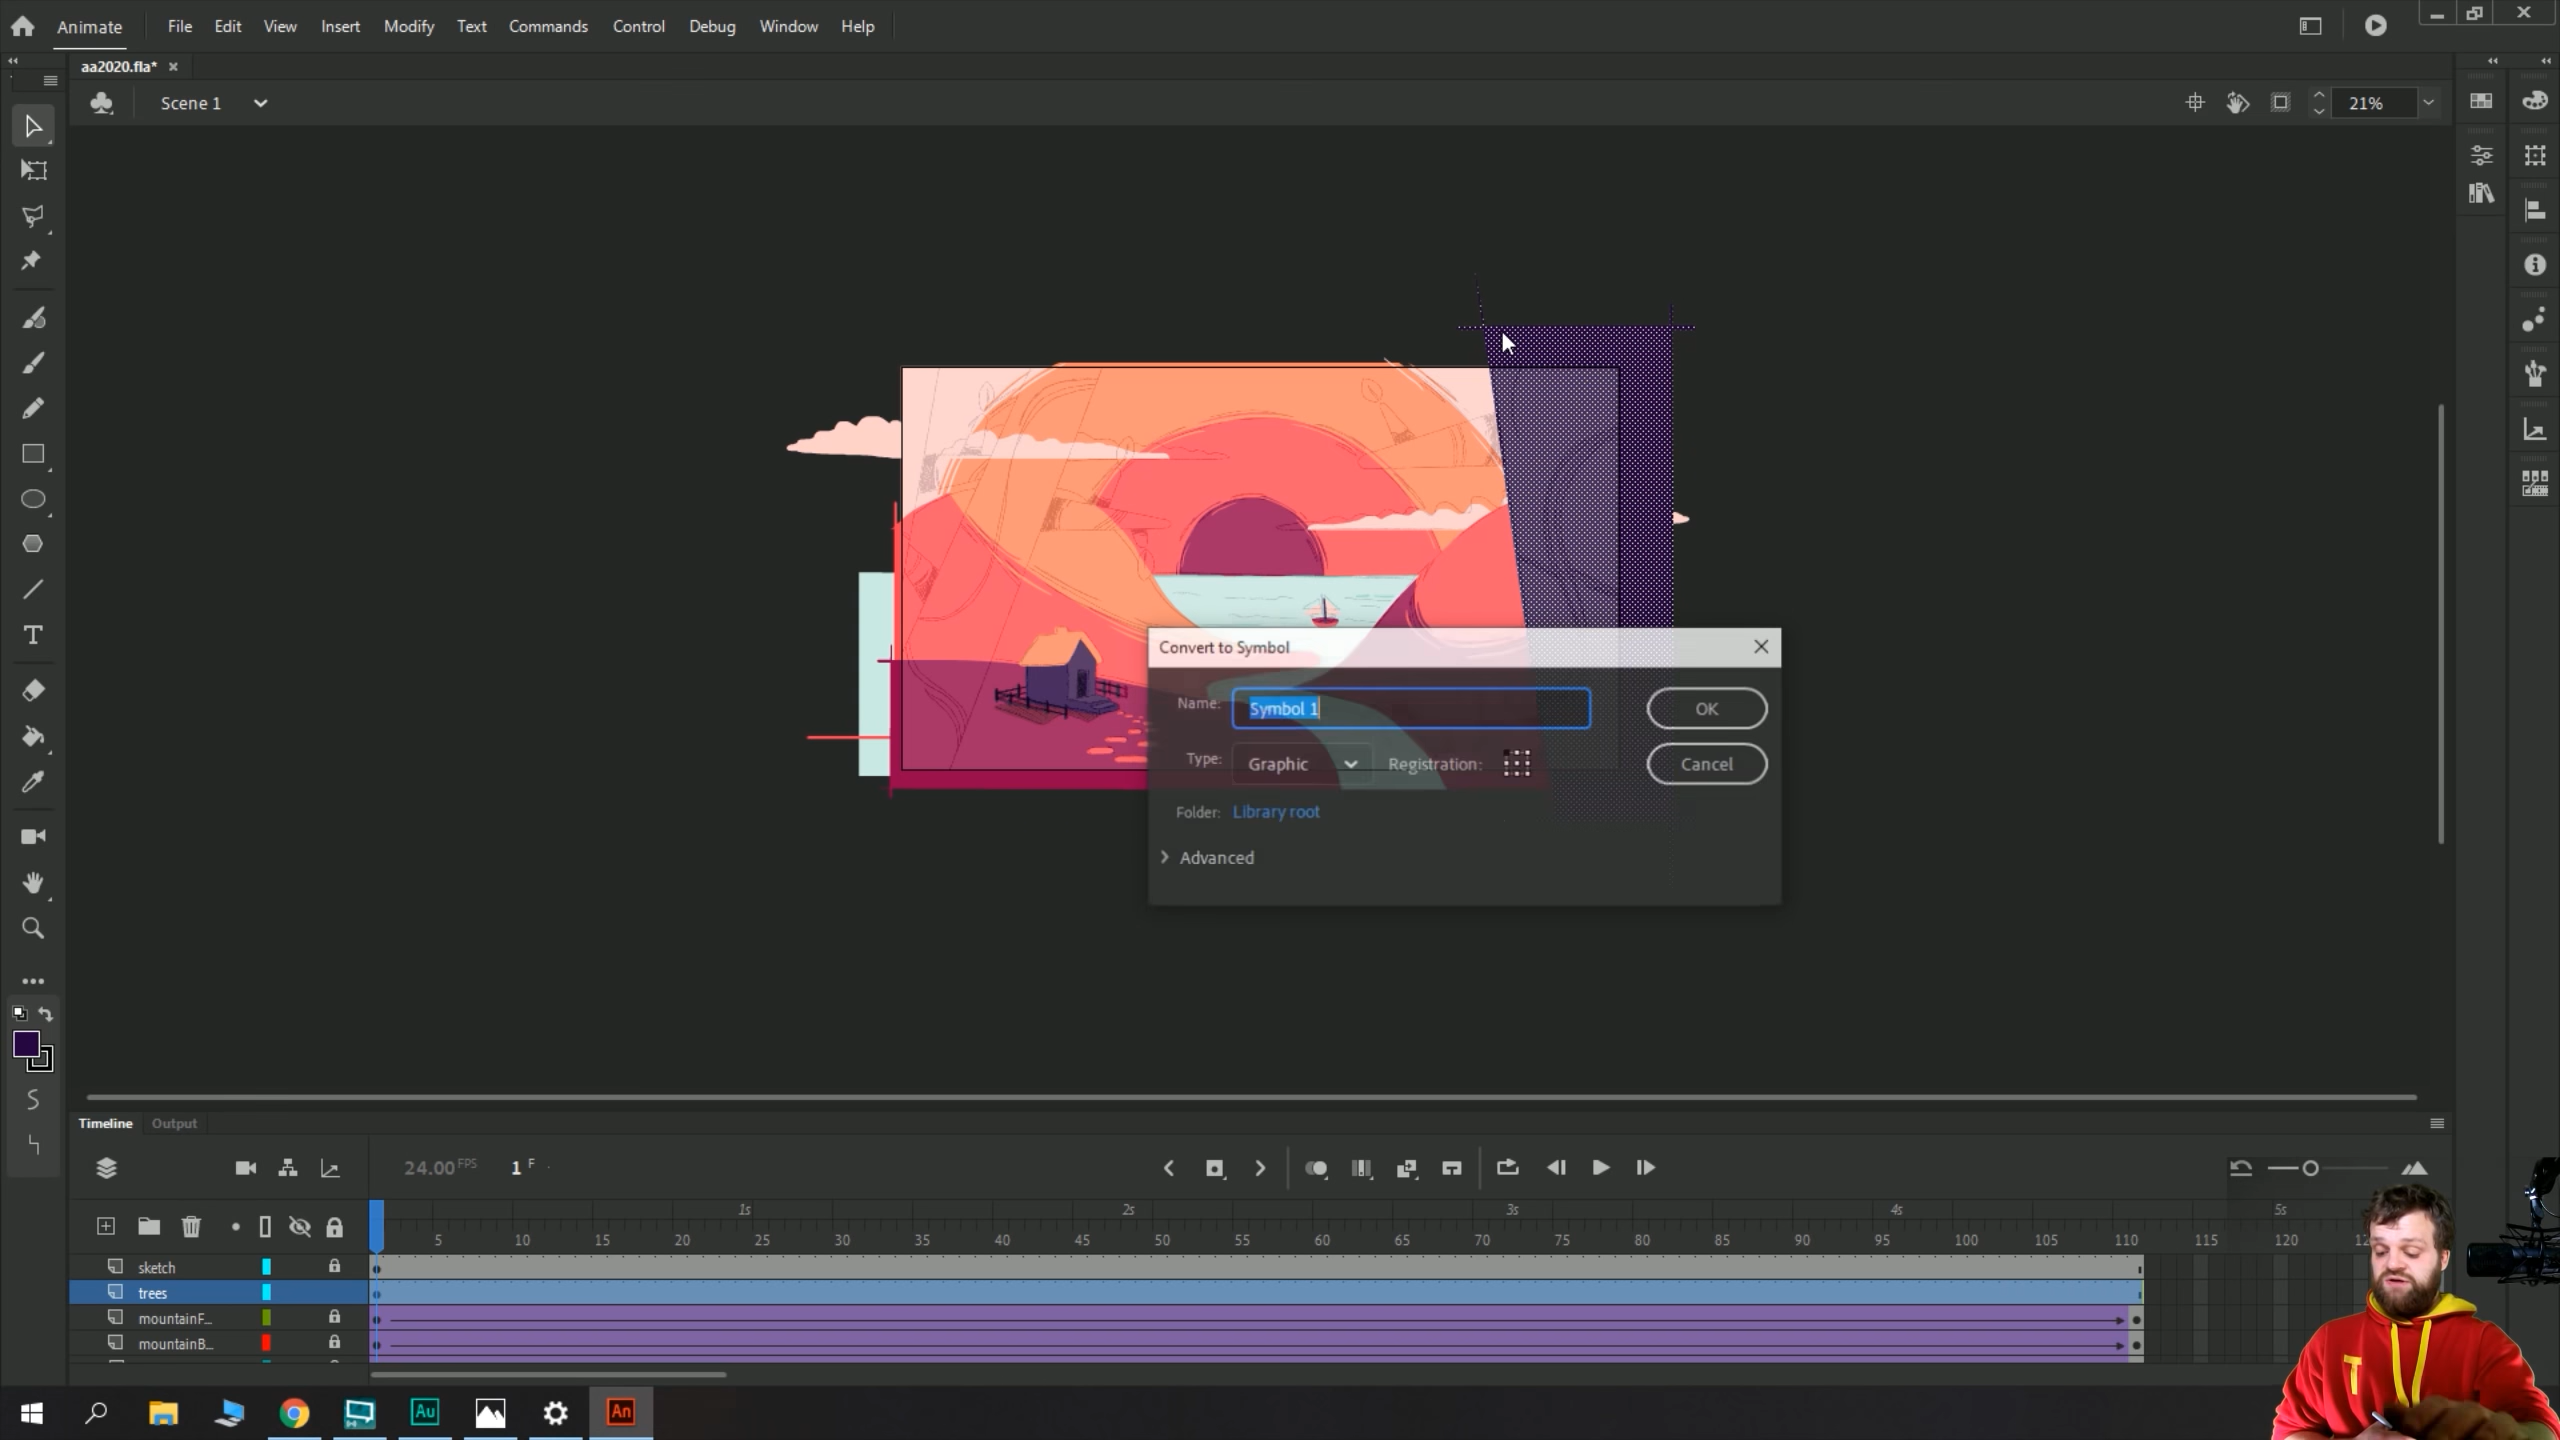 Animate File Edit View Insert Modify Text Commands Control Debug Window Help
aa2020.fla*
Scene 1
21%
Convert to Symbol
Name: Symbol 1 OK
Type: Graphic Registration: Cancel
Folder: Library root
Advanced
Timeline Output
24.00 FPS 1 F
1s 2s 3s 4s 5s
5 10 15 20 25 30 35 40 45 50 55 60 65 70 75 80 85 90 95 100 105 110 115 120
sketch
trees
mountainF...
mountainB...
Au An
T